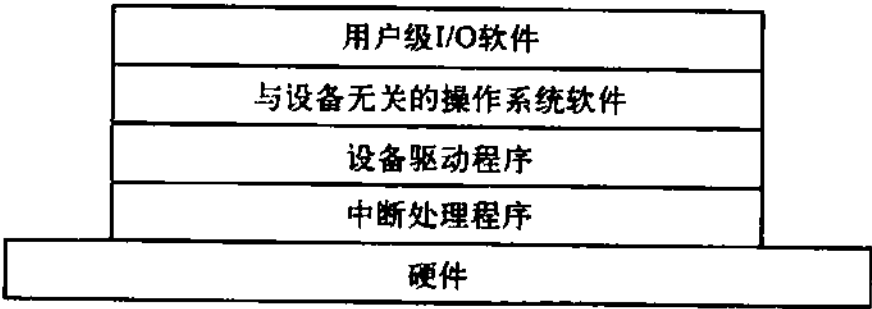 用户级I/O软件
与设备无关的操作系统软件
设备驱动程序
中断处理程序
硬件